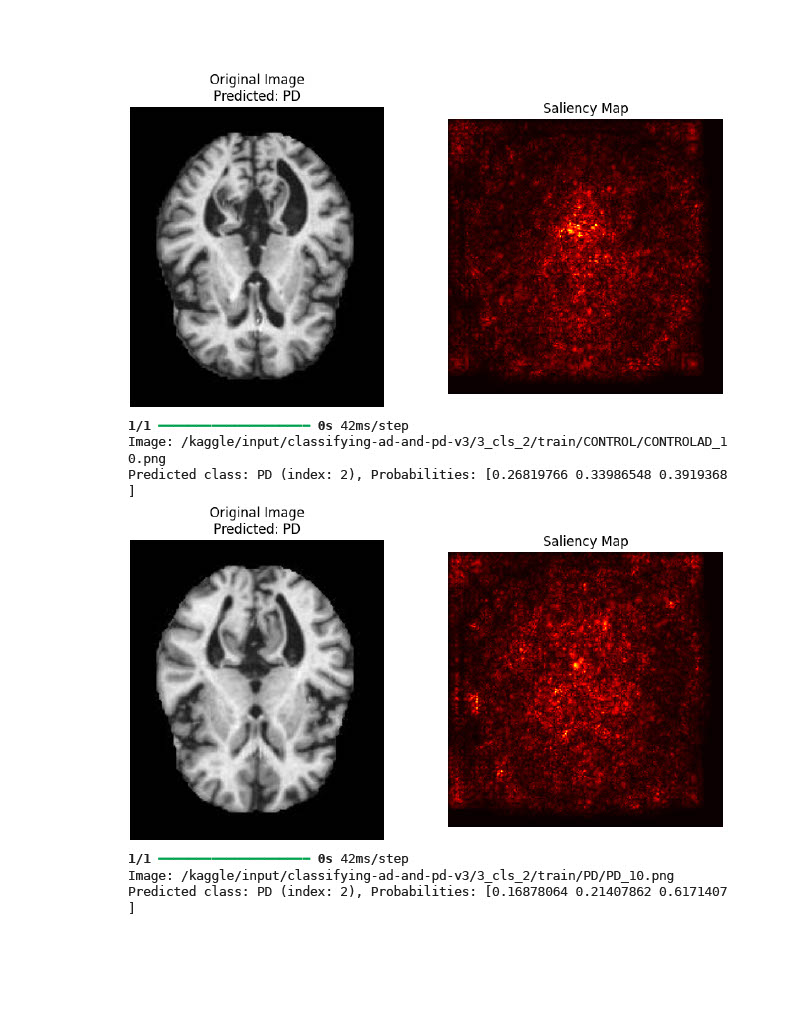 Original Image
Predicted: PD
Saliency Map
1/1 ━━━━━━━━━━━━━━━━━━━━ 0s 42ms/step
Image: /kaggle/input/classifying-ad-and-pd-v3/3_cls_2/train/CONTROL/CONTROLAD_1
0.png
Predicted class: PD (index: 2), Probabilities: [0.26819766 0.33986548 0.3919368
]
Original Image
Predicted: PD
Saliency Map
1/1 ━━━━━━━━━━━━━━━━━━━━ 0s 42ms/step
Image: /kaggle/input/classifying-ad-and-pd-v3/3_cls_2/train/PD/PD_10.png
Predicted class: PD (index: 2), Probabilities: [0.16878064 0.21407862 0.6171407
]